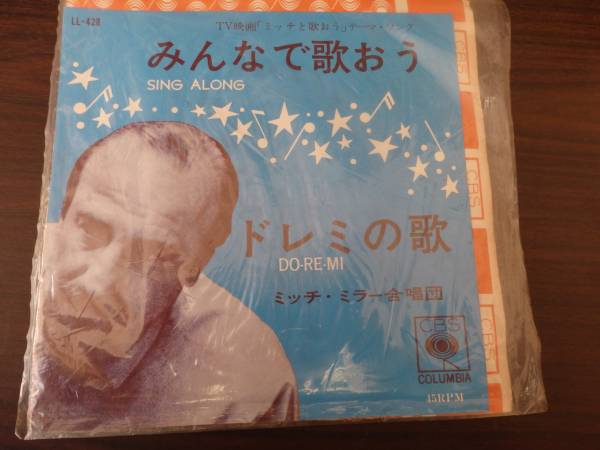 LL-428
TV映画「ミッチと歌おう」テーマ・ソング
みんなで歌おう
SING ALONG
ドレミの歌
DO-RE-MI
ミッチ・ミラー合唱団
CBS
COLUMBIA
45RPM
CBS
CBS